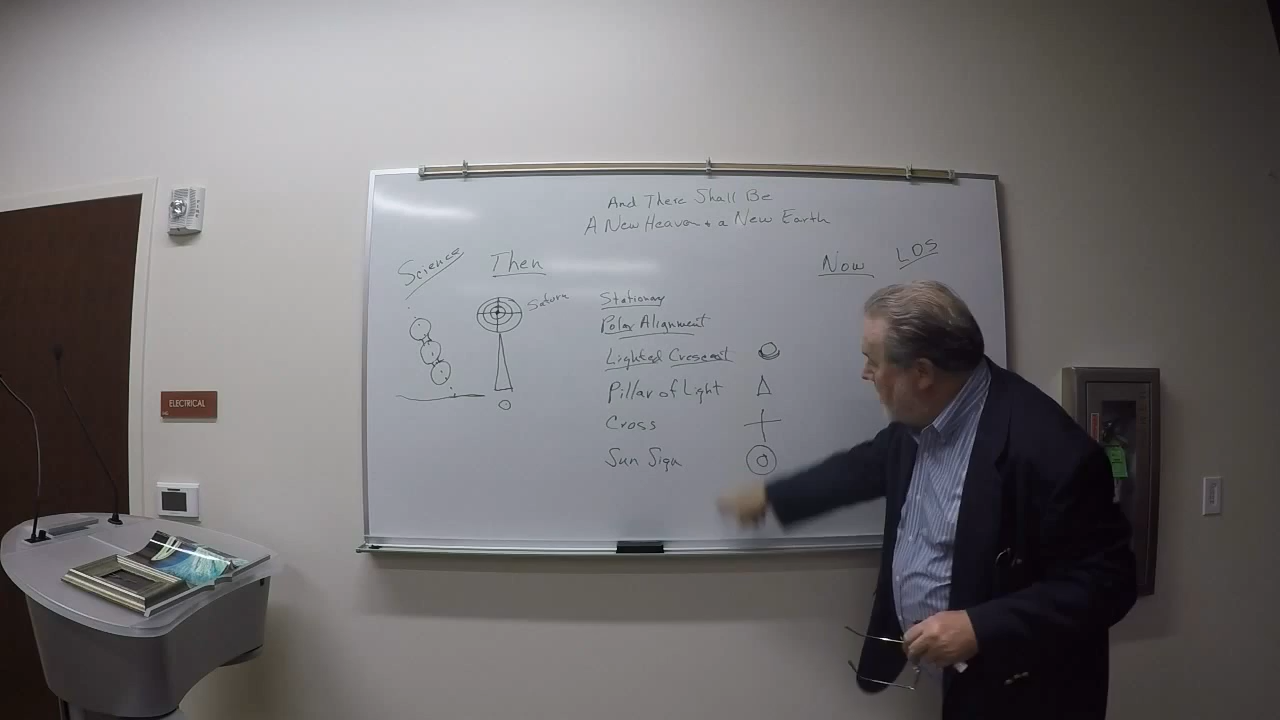 And There Shall Be
A New Heaven & a New Earth
Science
Then
Now
LDS
Saturn
Stationary
Polar Alignment
Lighted Crescent
Pillar of Light
Cross
Sun Sign
ELECTRICAL